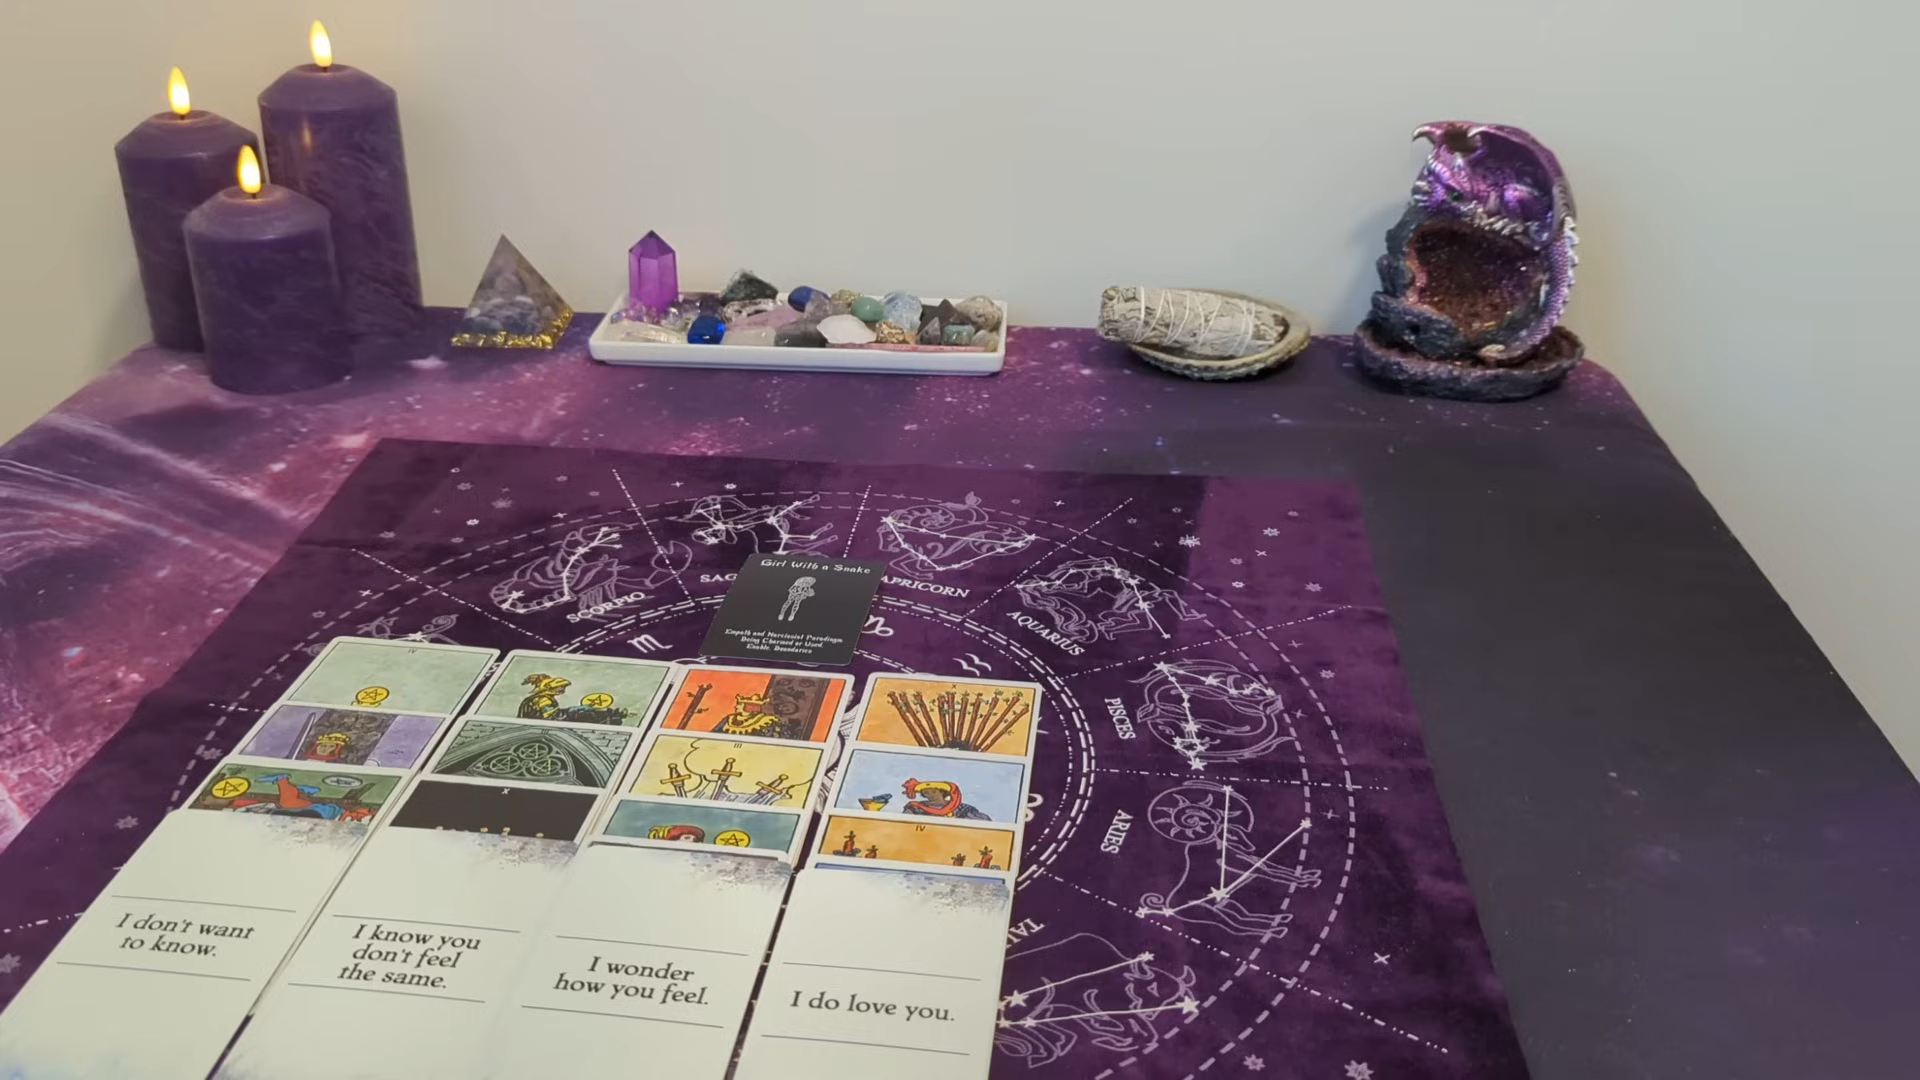 SCORPIO
SAG
APRICORN
AQUARIUS
PISCES
ARIES
TAU
Girl With a Snake
Empath and Narcissist Paradigm
Being Charmed or Used
Enable, Boundaries
IV
X
III
X
IV
I don't want
to know.
I know you
don't feel
the same.
I wonder
how you feel.
I do love you.